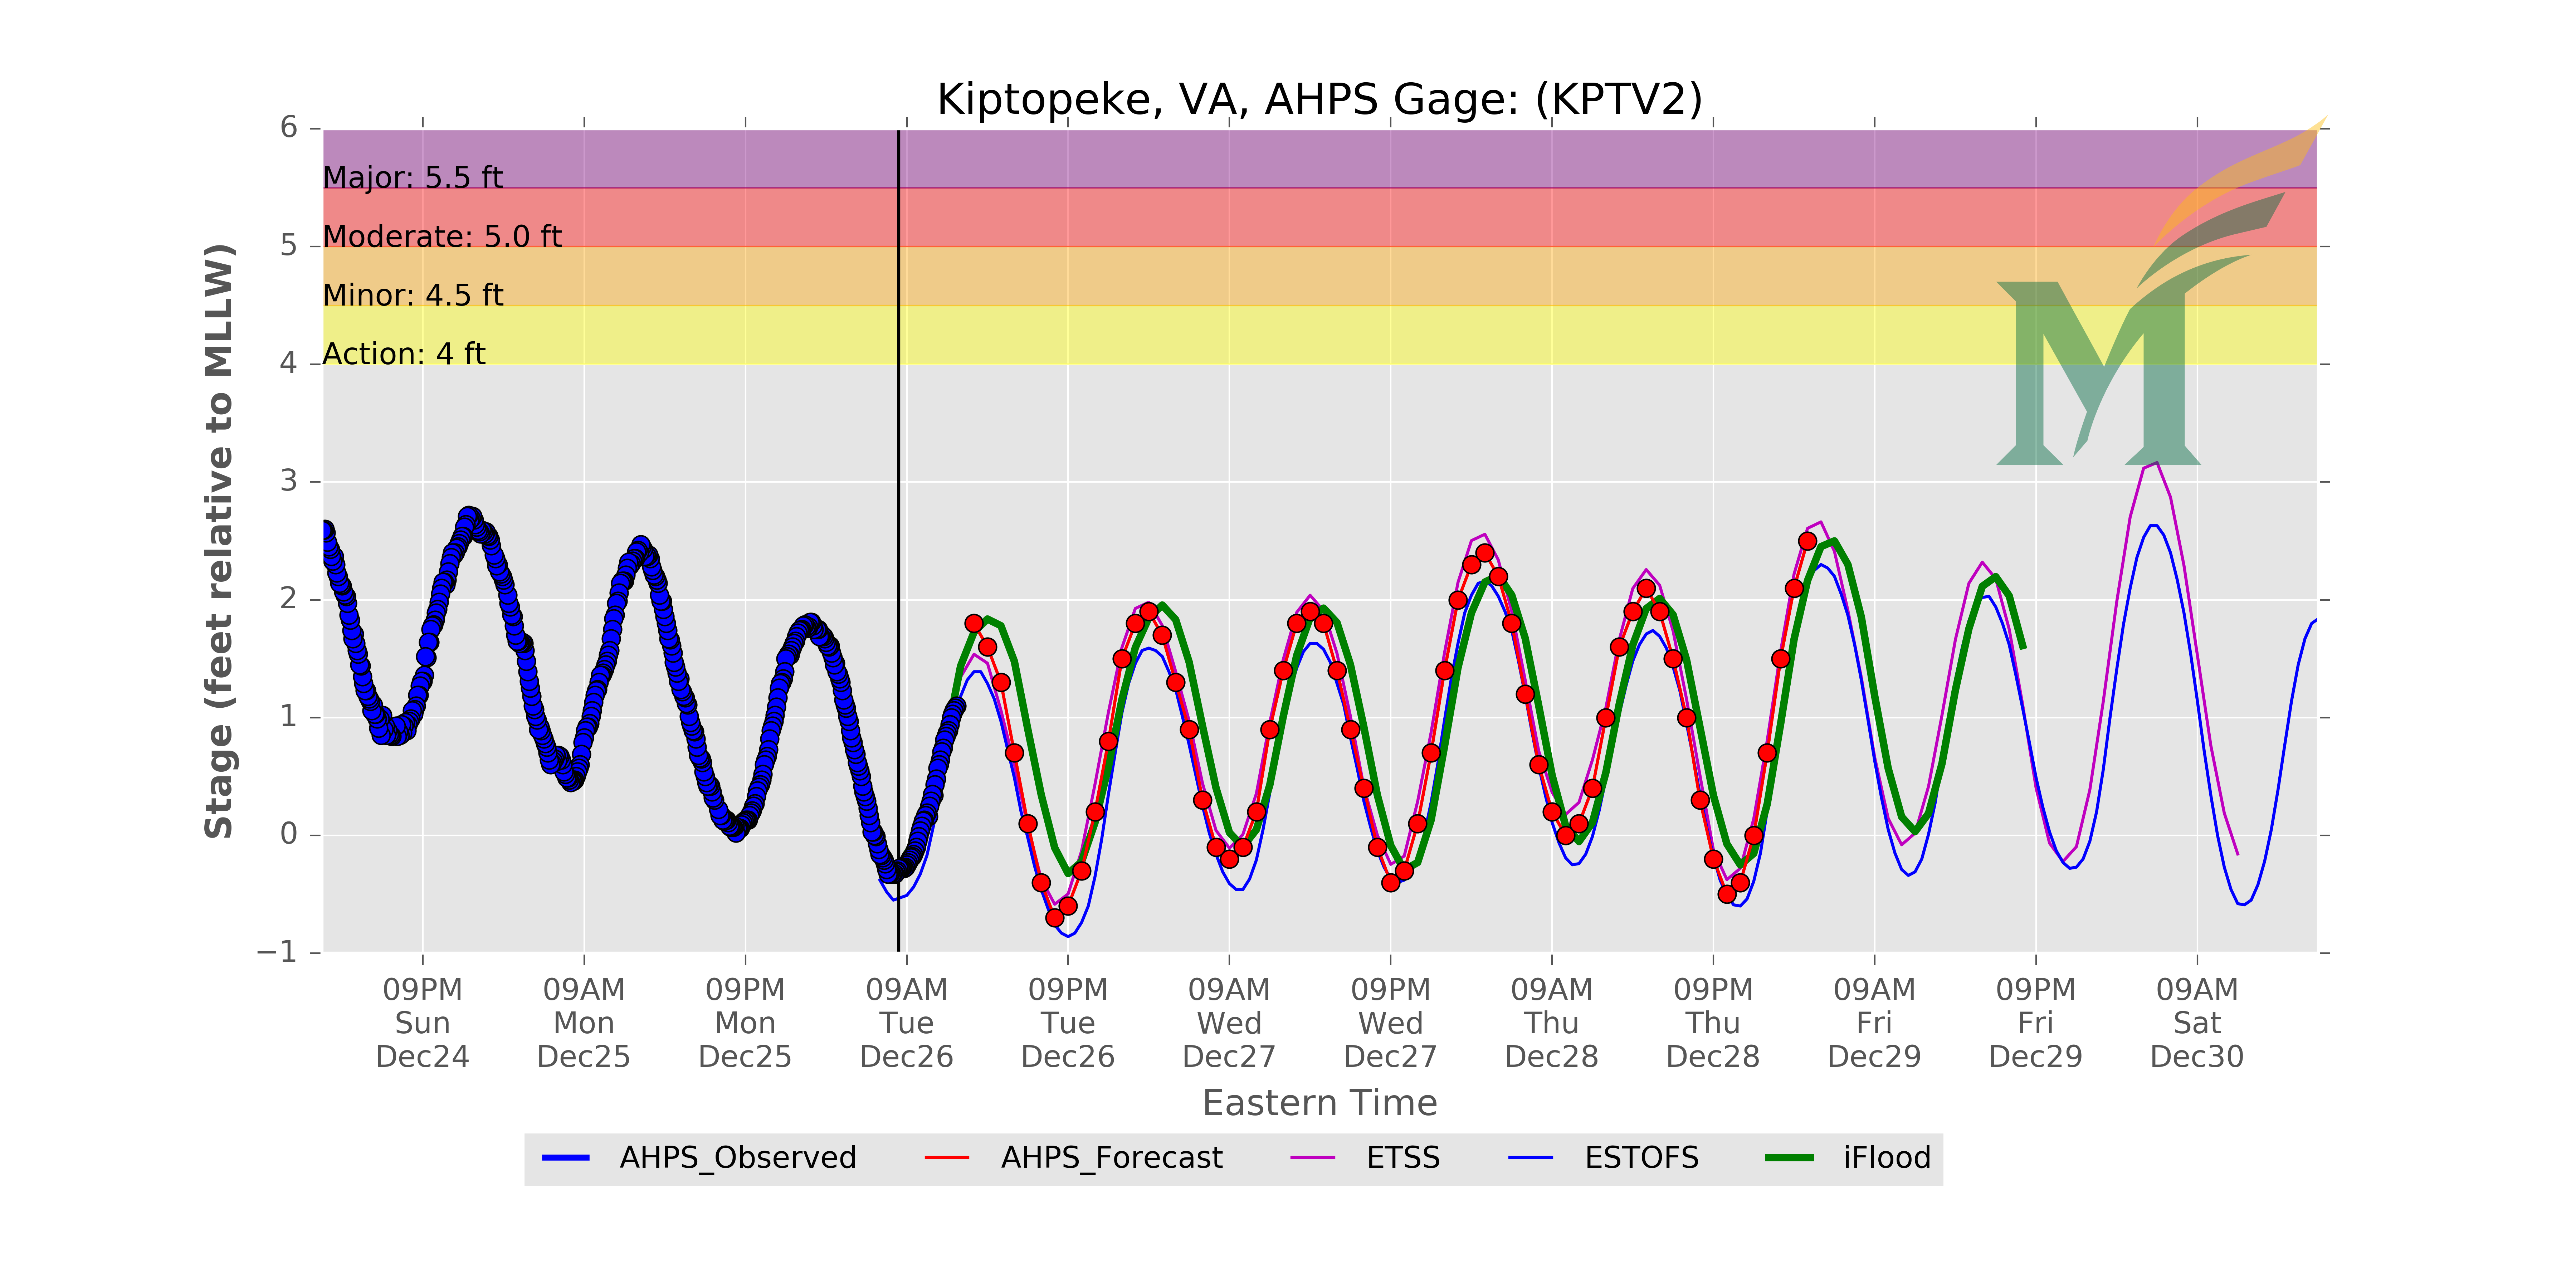 Kiptopeke, VA, AHPS Gage: (KPTV2)
Stage (feet relative to MLLW)
6
5
4
3
2
1
0
−1
Major: 5.5 ft
Moderate: 5.0 ft
Minor: 4.5 ft
Action: 4 ft
M
09PM 09AM 09PM 09AM 09PM 09AM 09PM 09AM 09PM 09AM 09PM 09AM
Sun Mon Mon Tue Tue Wed Wed Thu Thu Fri Fri Sat
Dec24 Dec25 Dec25 Dec26 Dec26 Dec27 Dec27 Dec28 Dec28 Dec29 Dec29 Dec30
Eastern Time
AHPS_Observed AHPS_Forecast ETSS ESTOFS iFlood